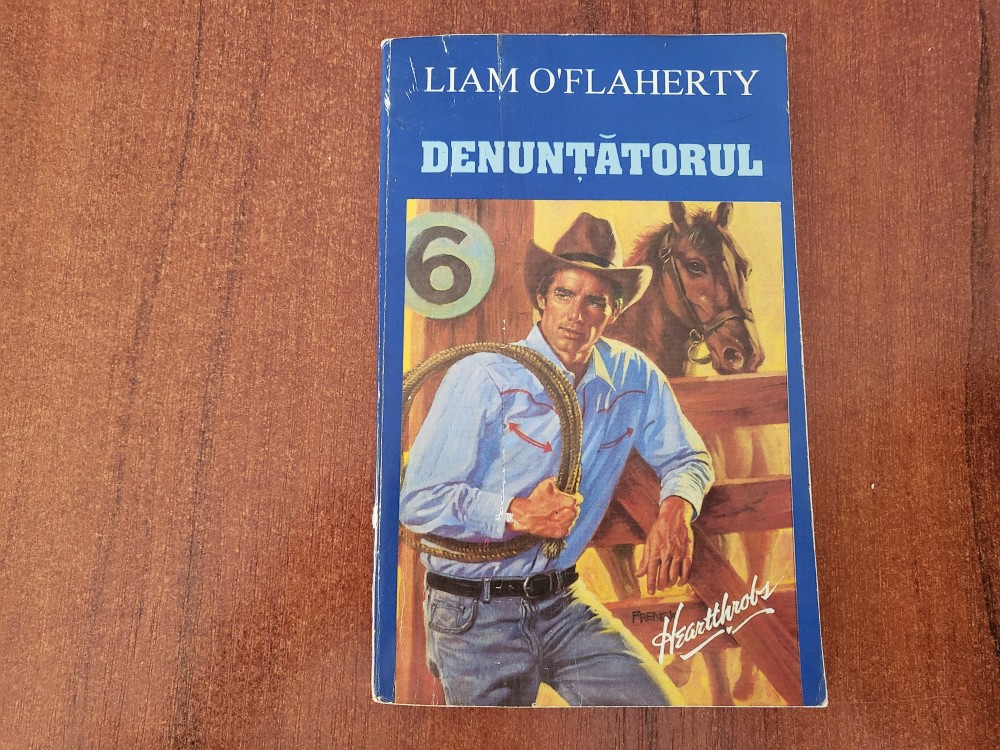 LIAM O'FLAHERTY
DENUNȚĂTORUL
6
Heartthrobs